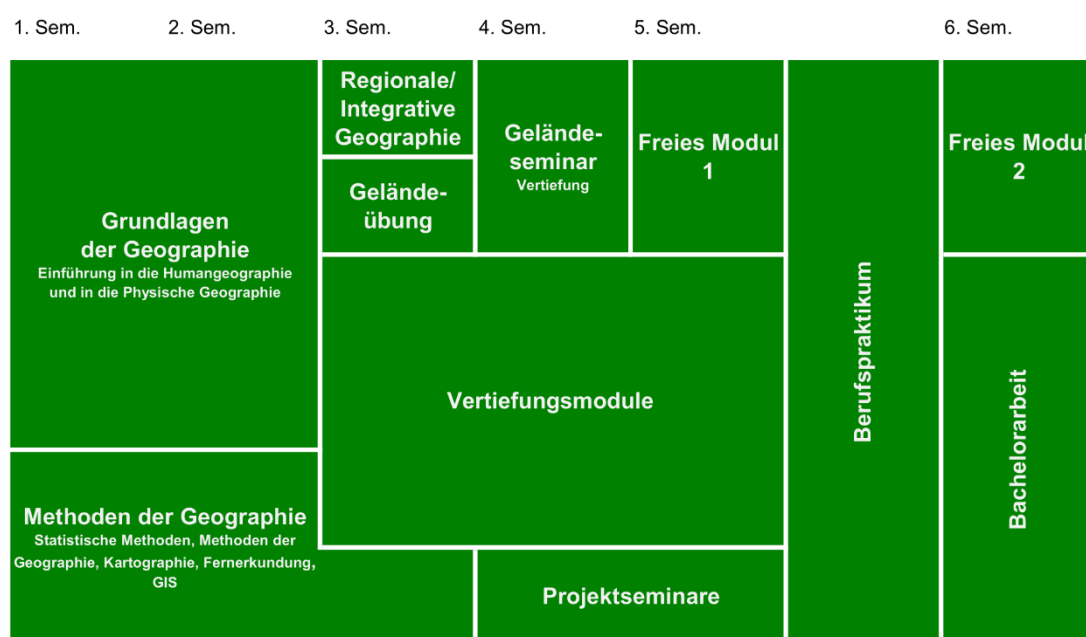 1. Sem. 2. Sem. 3. Sem. 4. Sem. 5. Sem. 6. Sem.
Grundlagen
der Geographie
Einführung in die Humangeographie
und in die Physische Geographie
Methoden der Geographie
Statistische Methoden, Methoden der
Geographie, Kartographie, Fernerkundung,
GIS
Regionale/
Integrative
Geographie
Gelände-
übung
Gelände-
seminar
Vertiefung
Freies Modul
1
Vertiefungsmodule
Projektseminare
Berufspraktikum
Freies Modul
2
Bachelorarbeit